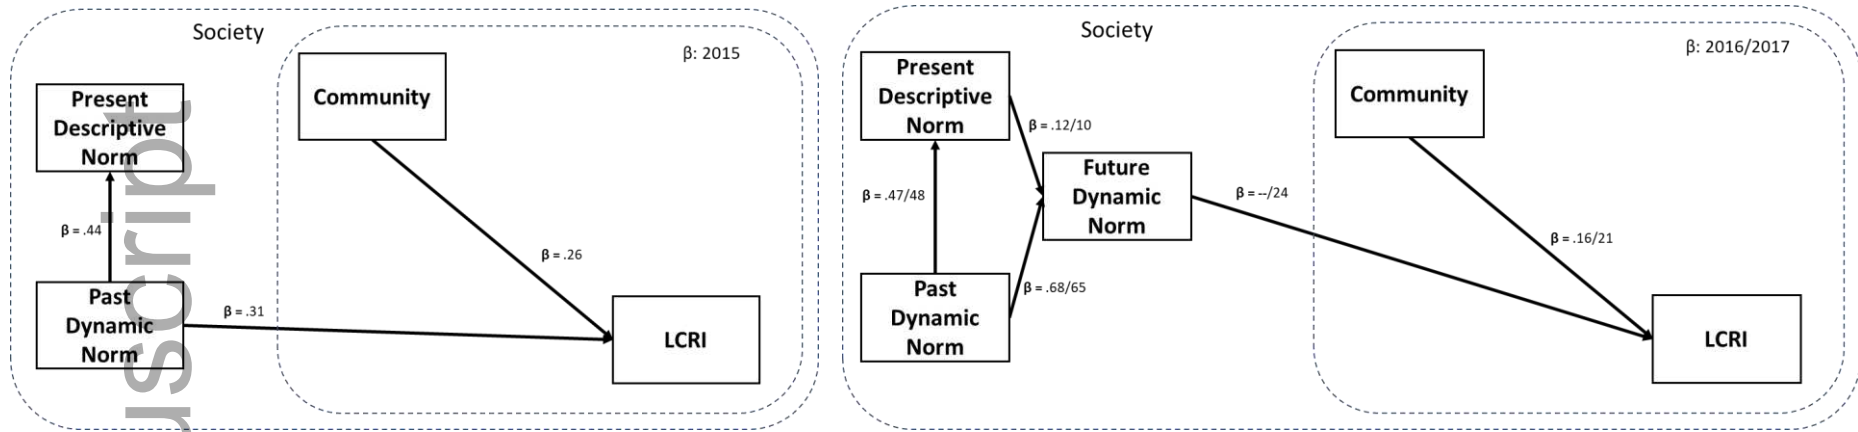 Society
β: 2015
Present
Descriptive
Norm
Community
β = .44
β = .26
Past
Dynamic
Norm
β = .31
LCRI
uscript
Society
β: 2016/2017
Present
Descriptive
Norm
Community
β = .12/10
Future
Dynamic
Norm
β = .47/48
β = --/24
β = .16/21
Past
Dynamic
Norm
β = .68/65
LCRI